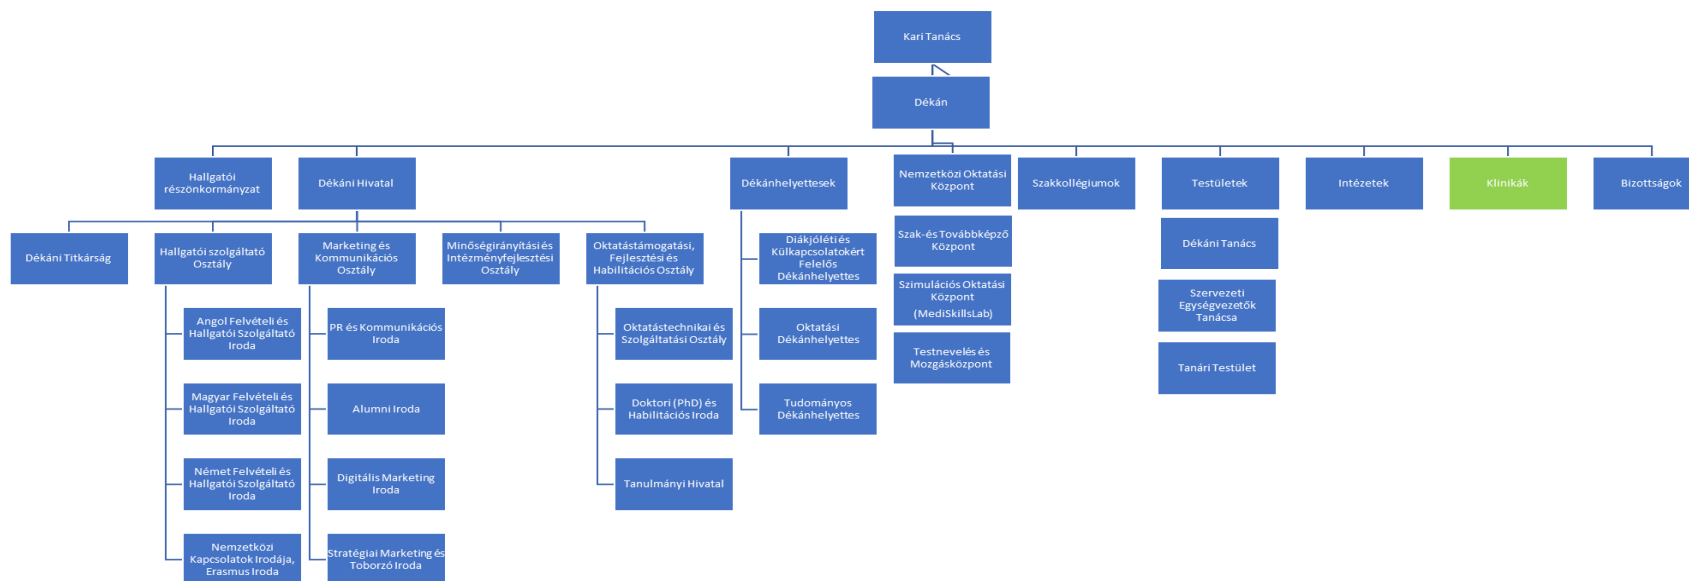 Kari Tanács
Dékán
Hallgatói
részönkormányzat
Dékáni Hivatal
Dékánhelyettesek
Nemzetközi Oktatási
Központ
Szakkollégiumok
Testületek
Intézetek
Klinikák
Bizottságok
Dékáni Titkárság
Hallgatói szolgáltató
Osztály
Marketing és
Kommunikációs
Osztály
Minőségirányítási és
Intézményfejlesztési
Osztály
Oktatástámogatási,
Fejlesztési és
Habilitációs Osztály
Diákjóléti és
Külkapcsolatokért
Felelős
Dékánhelyettes
Szak-és Továbbképző
Központ
Dékáni Tanács
Angol Felvételi és
Hallgatói Szolgáltató
Iroda
PR és Kommunikációs
Iroda
Oktatástechnikai és
Szolgáltatási Osztály
Oktatási
Dékánhelyettes
Szimulációs Oktatási
Központ
(MediSkillsLab)
Szervezeti
Egységvezetők
Tanácsa
Magyar Felvételi és
Hallgatói Szolgáltató
Iroda
Alumni Iroda
Doktori (PhD) és
Habilitációs Iroda
Tudományos
Dékánhelyettes
Testnevelés és
Mozgásközpont
Tanári Testület
Német Felvételi és
Hallgatói Szolgáltató
Iroda
Digitális Marketing
Iroda
Tanulmányi Hivatal
Nemzetközi
Kapcsolatok Irodája,
Erasmus Iroda
Stratégiai Marketing és
Toborzó Iroda